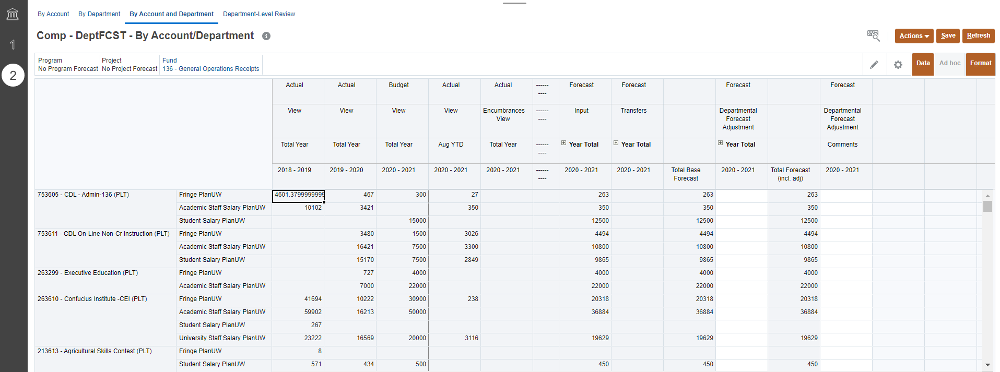 By Account By Department By Account and Department Department-Level Review
1
Comp - DeptFCST - By Account/Department i
Actions Save Refresh
2
Program Project Fund
No Program Forecast No Project Forecast 136 - General Operations Receipts
Data Ad hoc Format
Actual Actual Budget Actual Actual ------ Forecast Forecast Forecast Forecast
----
View View View View Encumbrances ------ Input Transfers Departmental Departmental
View ---- Forecast Forecast
Adjustment Adjustment
Total Year Total Year Total Year Aug YTD Total Year ------ Year Total Year Total Year Total Comments
----
2018 - 2019 2019 - 2020 2020 - 2021 2020 - 2021 2020 - 2021 ------ 2020 - 2021 2020 - 2021 Total Base 2020 - 2021 Total Forecast 2020 - 2021
---- Forecast (incl. adj)
753605 - CDL - Admin-136 (PLT) Fringe PlanUW 4601.3799999999 467 300 27 263 263 263
Academic Staff Salary PlanUW 10102 3421 350 350 350 350
Student Salary PlanUW 15000 12500 12500 12500
753611 - CDL On-Line Non-Cr Instruction (PLT) Fringe PlanUW 3480 1500 3026 4494 4494 4494
Academic Staff Salary PlanUW 16421 7500 3300 10800 10800 10800
Student Salary PlanUW 15170 7500 2849 9865 9865 9865
263299 - Executive Education (PLT) Fringe PlanUW 727 4000 4000 4000 4000
Academic Staff Salary PlanUW 7000 22000 22000 22000 22000
263610 - Confucius Institute -CEI (PLT) Fringe PlanUW 41694 10222 30900 238 20318 20318 20318
Academic Staff Salary PlanUW 59902 16213 50000 36884 36884 36884
Student Salary PlanUW 267
University Staff Salary PlanUW 23222 16569 20000 3116 19629 19629 19629
213613 - Agricultural Skills Contest (PLT) Fringe PlanUW 8
Student Salary PlanUW 571 434 500 450 450 450